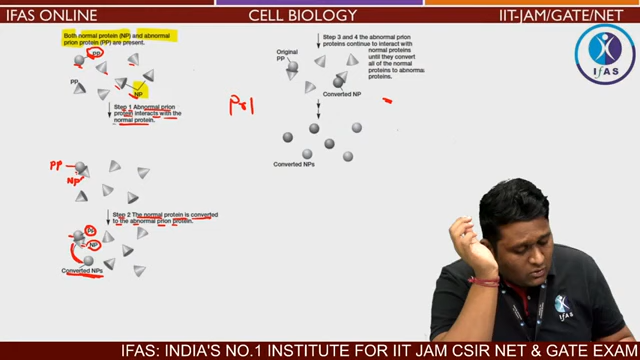 IFAS ONLINE
CELL BIOLOGY
IIT-JAM/GATE/NET
Both normal protein (NP) and abnormal
prion protein (PP) are present.
PP
PP
NP
Step 1 Abnormal prion
protein interacts with the
normal protein.
PP
NP
Step 2 The normal protein is converted
to the abnormal prion protein.
PP
NP
Converted NPs
Step 3 and 4 the abnormal prion
proteins continue to interact with
normal proteins
until they convert
all of the normal
proteins to abnormal
proteins.
Original
PP
Converted NP
Converted NPs
IFAS
IFAS
IFAS: INDIA'S NO.1 INSTITUTE FOR IIT JAM CSIR NET & GATE EXAM